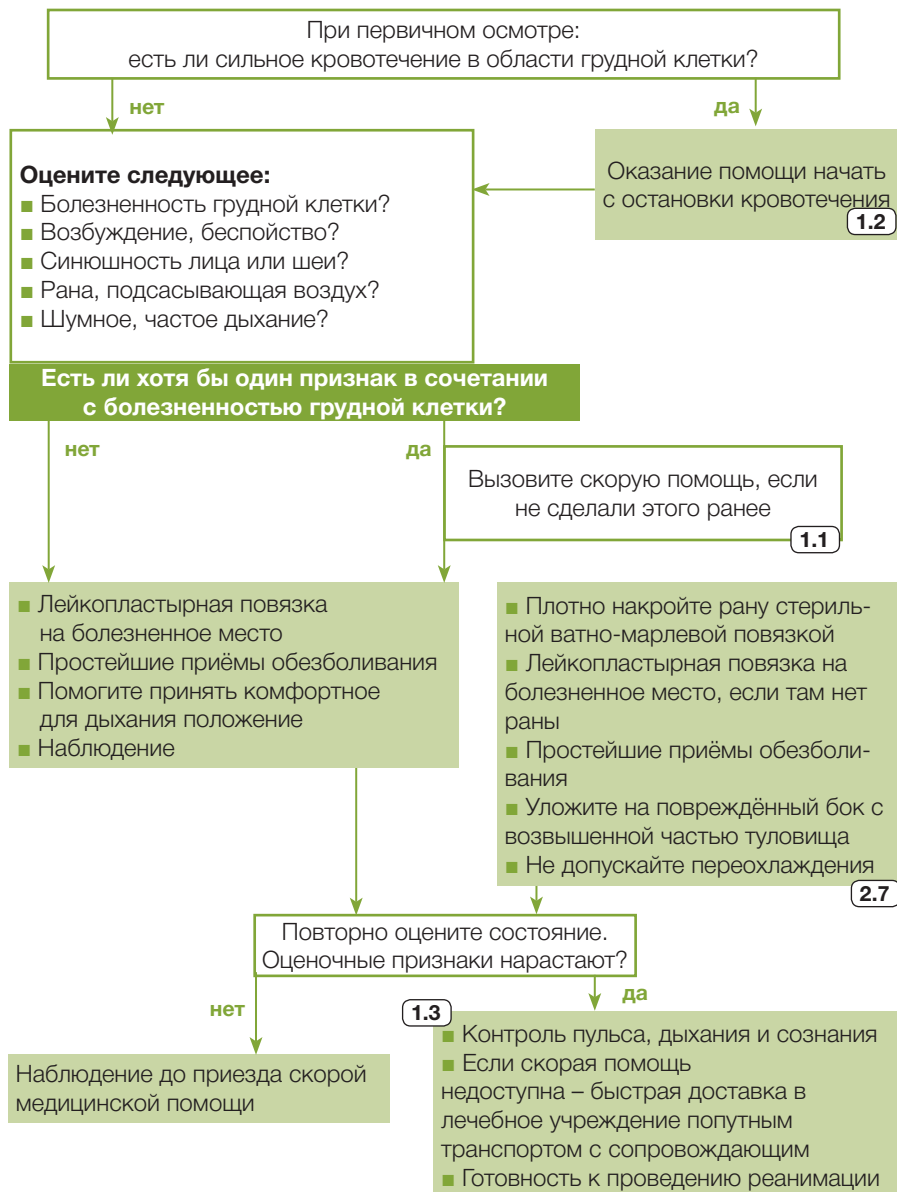 При первичном осмотре:
есть ли сильное кровотечение в области грудной клетки?
нет
да
Оцените следующее:
■ Болезненность грудной клетки?
■ Возбуждение, беспойство?
■ Синюшность лица или шеи?
■ Рана, подсасывающая воздух?
■ Шумное, частое дыхание?
Оказание помощи начать
с остановки кровотечения
1.2
Есть ли хотя бы один признак в сочетании
с болезненностью грудной клетки?
нет
да
Вызовите скорую помощь, если
не сделали этого ранее
1.1
■ Лейкопластырная повязка
на болезненное место
■ Простейшие приёмы обезболивания
■ Помогите принять комфортное
для дыхания положение
■ Наблюдение
■ Плотно накройте рану стериль-
ной ватно-марлевой повязкой
■ Лейкопластырная повязка на
болезненное место, если там нет
раны
■ Простейшие приёмы обезболи-
вания
■ Уложите на повреждённый бок с
возвышенной частью туловища
■ Не допускайте переохлаждения
2.7
Повторно оцените состояние.
Оценочные признаки нарастают?
нет
да
Наблюдение до приезда скорой
медицинской помощи
1.3
■ Контроль пульса, дыхания и сознания
■ Если скорая помощь
недоступна – быстрая доставка в
лечебное учреждение попутным
транспортом с сопровождающим
■ Готовность к проведению реанимации